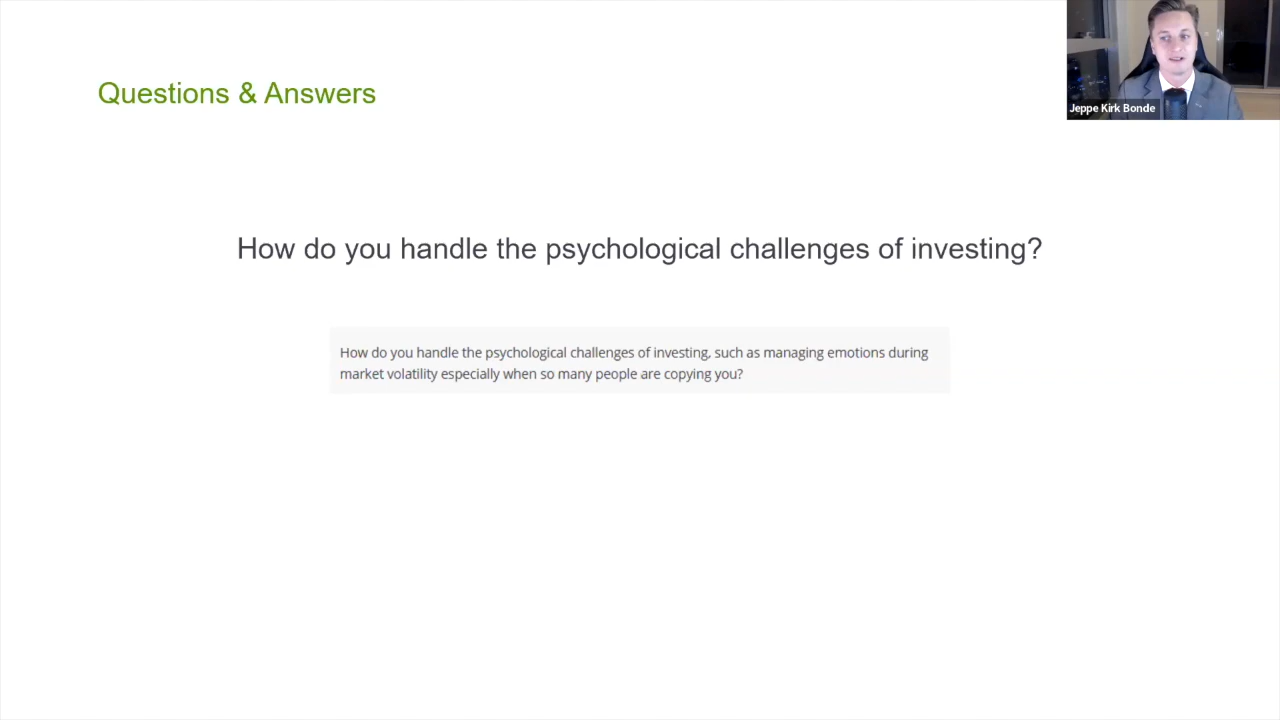 Questions & Answers
Jeppe Kirk Bonde
How do you handle the psychological challenges of investing?
How do you handle the psychological challenges of investing, such as managing emotions during
market volatility especially when so many people are copying you?